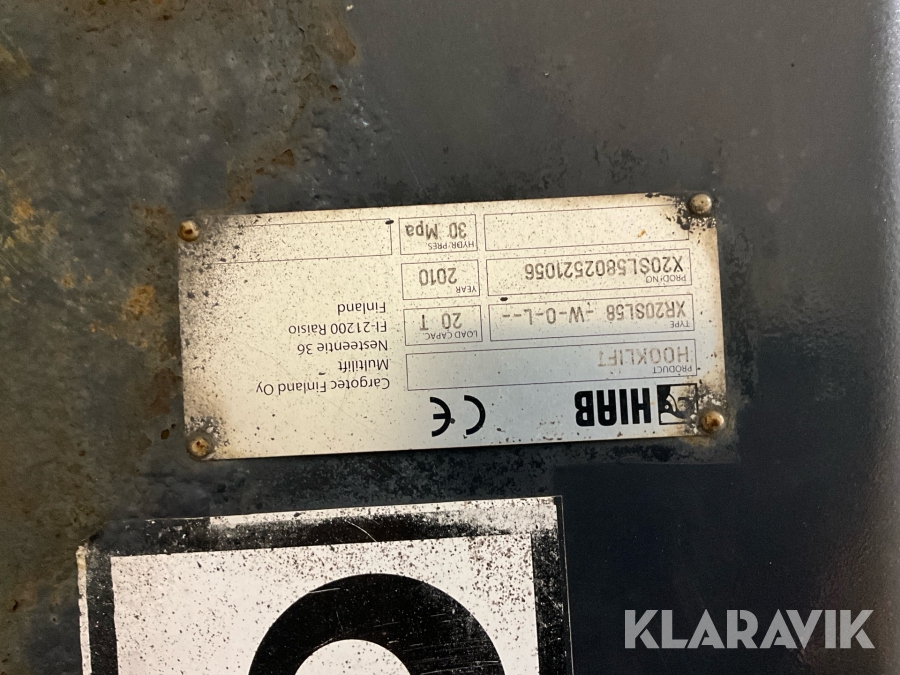 HIAB CE
PRODUCT
HOOKLIFT
TYPE LOAD CAPAC
XR20SL58 -W-O-L-- 20 T
PROD:NO. YEAR
X20SL5802521056 2010
HYDR.PRES.
30 Mpa
Cargotec Finland Oy
Multilift
Nesteentie 36
FI-21200 Raisio
Finland
KLARAVIK